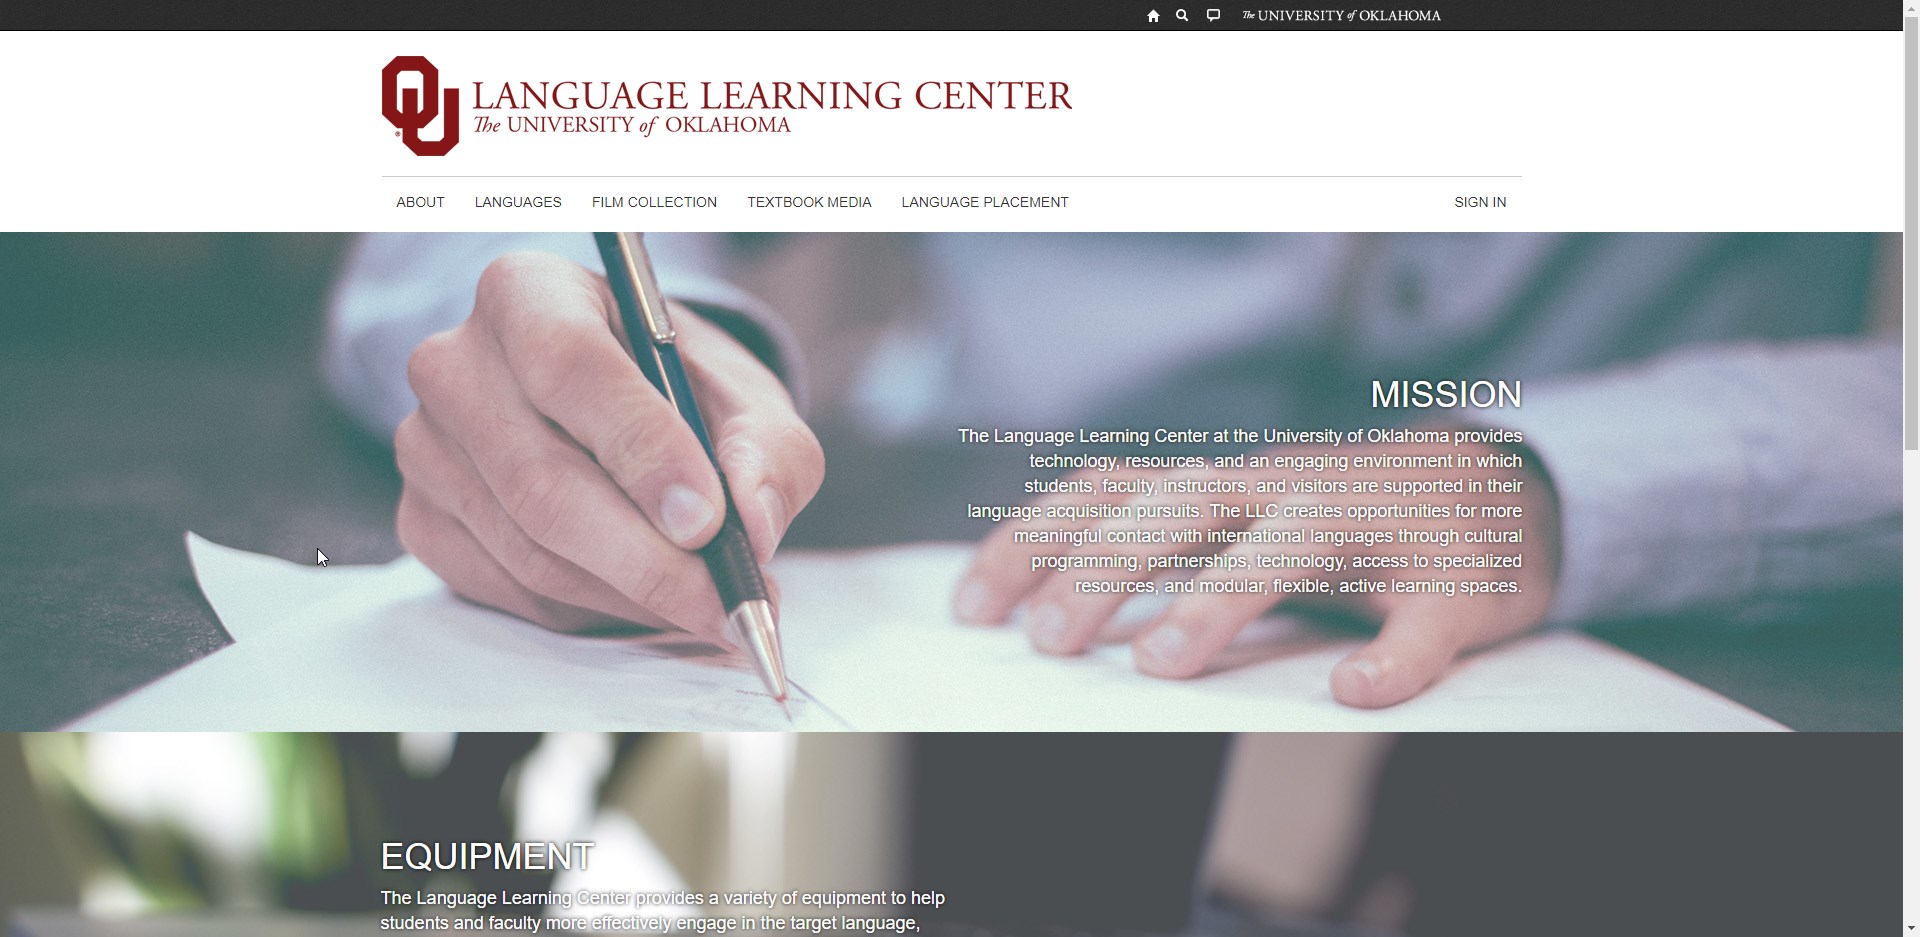 The UNIVERSITY of OKLAHOMA
OU
LANGUAGE LEARNING CENTER
The UNIVERSITY of OKLAHOMA
®
ABOUT LANGUAGES FILM COLLECTION TEXTBOOK MEDIA LANGUAGE PLACEMENT SIGN IN
MISSION
The Language Learning Center at the University of Oklahoma provides
technology, resources, and an engaging environment in which
students, faculty, instructors, and visitors are supported in their
language acquisition pursuits. The LLC creates opportunities for more
meaningful contact with international languages through cultural
programming, partnerships, technology, access to specialized
resources, and modular, flexible, active learning spaces.
EQUIPMENT
The Language Learning Center provides a variety of equipment to help
students and faculty more effectively engage in the target language,